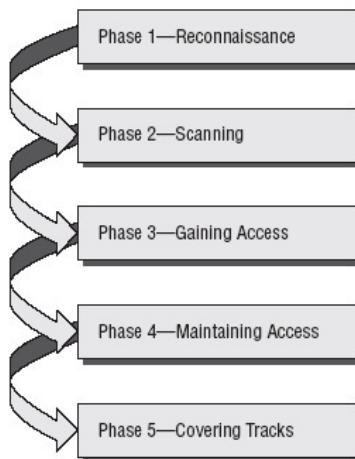 Phase 1—Reconnaissance
Phase 2—Scanning
Phase 3—Gaining Access
Phase 4—Maintaining Access
Phase 5—Covering Tracks